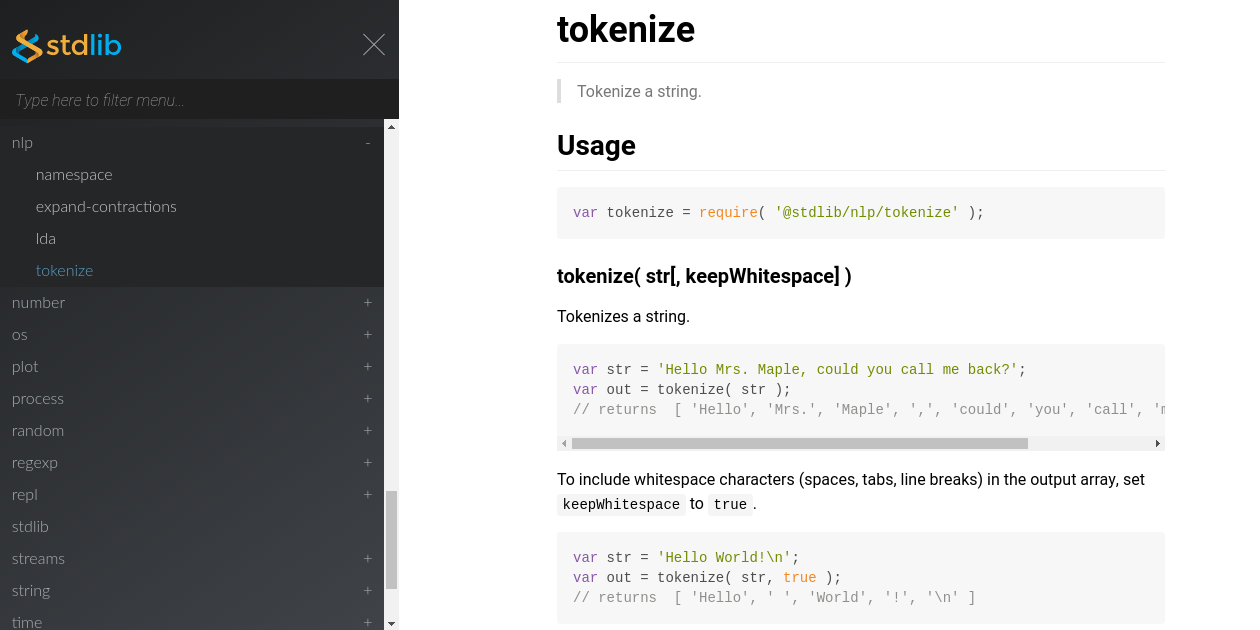 stdlib
Type here to filter menu...
nlp -
namespace
expand-contractions
lda
tokenize
number +
os +
plot +
process +
random +
regexp +
repl +
stdlib
streams +
string +
time +
tokenize
Tokenize a string.
Usage
var tokenize = require( '@stdlib/nlp/tokenize' );
tokenize( str[, keepWhitespace] )
Tokenizes a string.
var str = 'Hello Mrs. Maple, could you call me back?';
var out = tokenize( str );
// returns  [ 'Hello', 'Mrs.', 'Maple', ',', 'could', 'you', 'call', '
To include whitespace characters (spaces, tabs, line breaks) in the output array, set
keepWhitespace to true.
var str = 'Hello World!\n';
var out = tokenize( str, true );
// returns  [ 'Hello', ' ', 'World', '!', '\n' ]